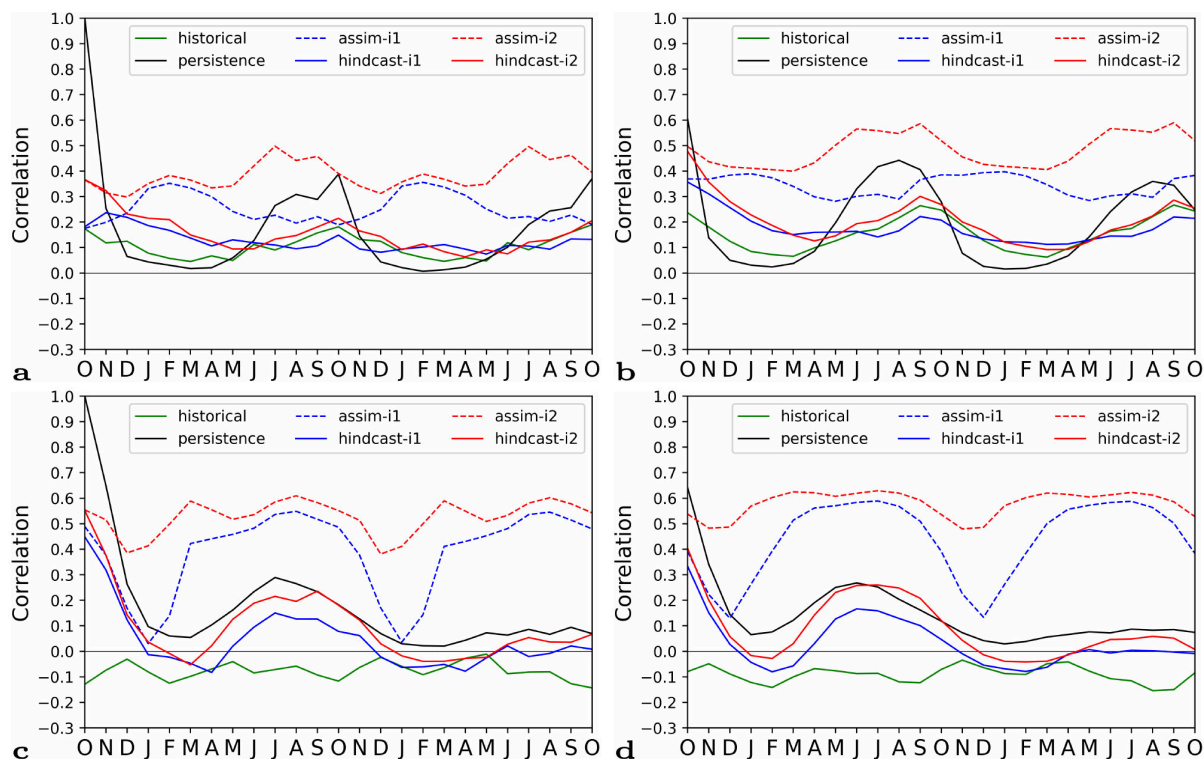 Correlation
1.0
0.9
0.8
0.7
0.6
0.5
0.4
0.3
0.2
0.1
0.0
−0.1
−0.2
−0.3
historical assim-i1 assim-i2
persistence hindcast-i1 hindcast-i2
O N D J F M A M J J A S O N D J F M A M J J A S O
a
Correlation
1.0
0.9
0.8
0.7
0.6
0.5
0.4
0.3
0.2
0.1
0.0
−0.1
−0.2
−0.3
historical assim-i1 assim-i2
persistence hindcast-i1 hindcast-i2
O N D J F M A M J J A S O N D J F M A M J J A S O
b
Correlation
1.0
0.9
0.8
0.7
0.6
0.5
0.4
0.3
0.2
0.1
0.0
−0.1
−0.2
−0.3
historical assim-i1 assim-i2
persistence hindcast-i1 hindcast-i2
O N D J F M A M J J A S O N D J F M A M J J A S O
c
Correlation
1.0
0.9
0.8
0.7
0.6
0.5
0.4
0.3
0.2
0.1
0.0
−0.1
−0.2
−0.3
historical assim-i1 assim-i2
persistence hindcast-i1 hindcast-i2
O N D J F M A M J J A S O N D J F M A M J J A S O
d